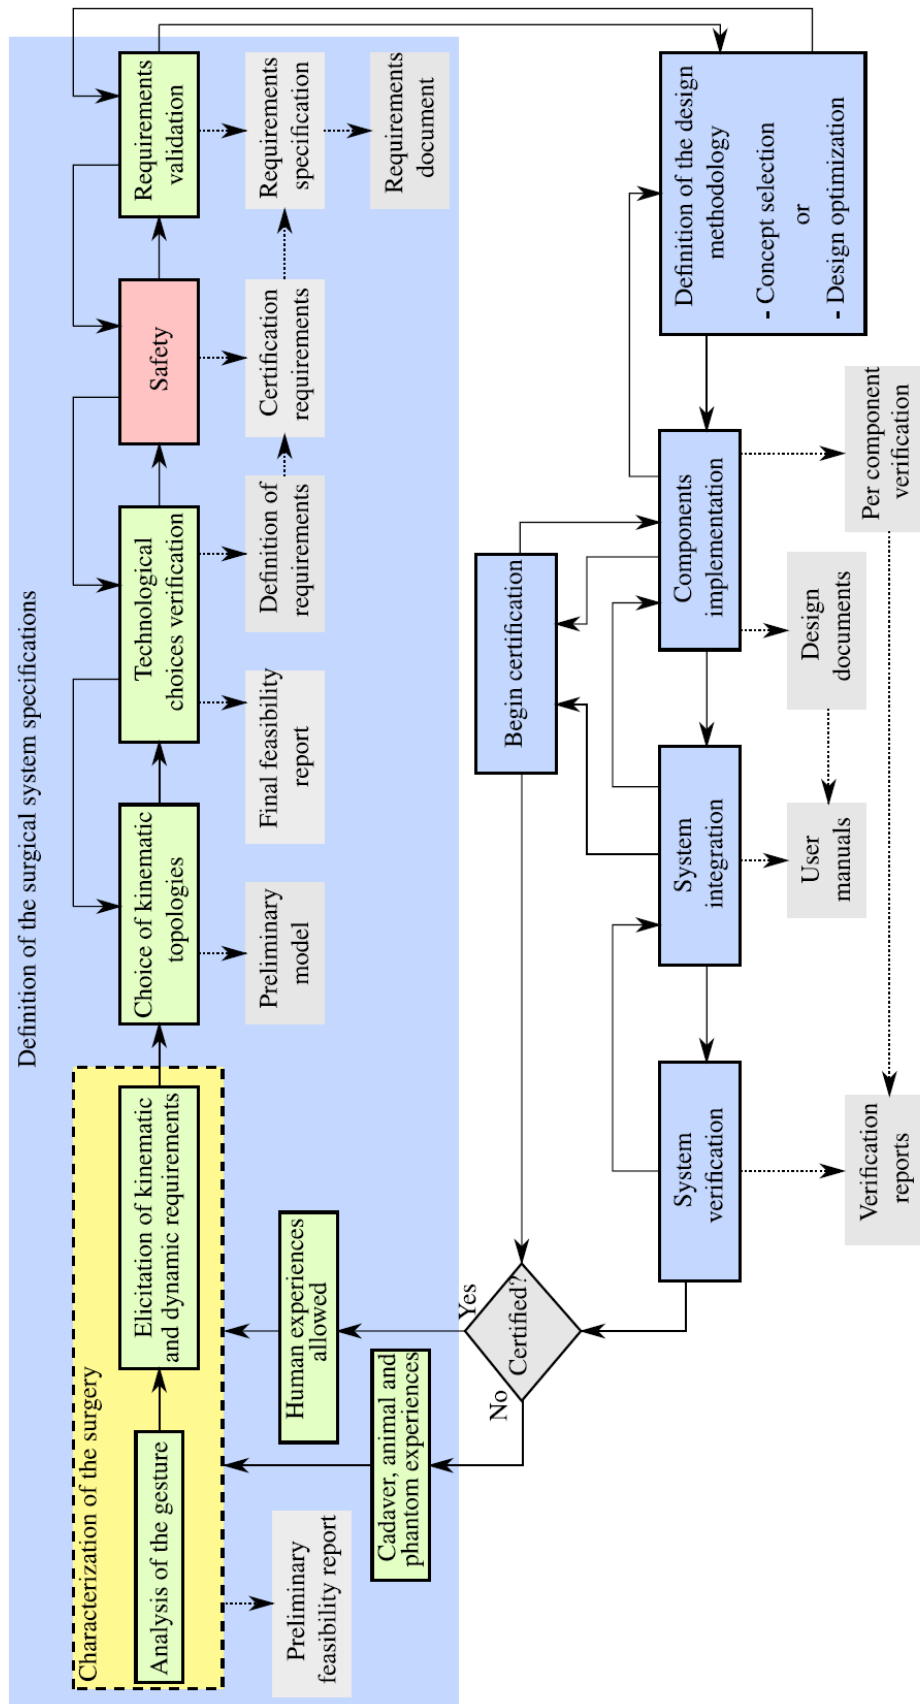 Definition of the surgical system specifications
Characterization of the surgery
Analysis of the gesture
Elicitation of kinematic
and dynamic requirements
Choice of kinematic
topologies
Technological
choices verification
Safety
Requirements
validation
Preliminary
feasibility report
Preliminary
model
Final feasibility
report
Definition of
requirements
Certification
requirements
Requirements
specification
Requirements
document
Human experiences
allowed
Cadaver, animal and
phantom experiences
No
Yes
Certified?
Begin certification
System
verification
System
integration
Components
implementation
Definition of the design
methodology
- Concept selection
or
- Design optimization
Verification
reports
User
manuals
Design
documents
Per component
verification